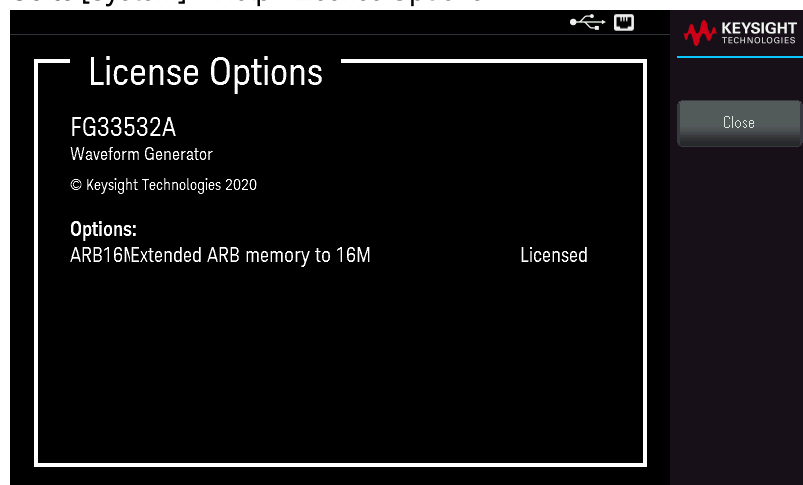 License Options
KEYSIGHT
TECHNOLOGIES
Close
FG33532A
Waveform Generator
© Keysight Technologies 2020
Options:
ARB16MExtended ARB memory to 16M Licensed